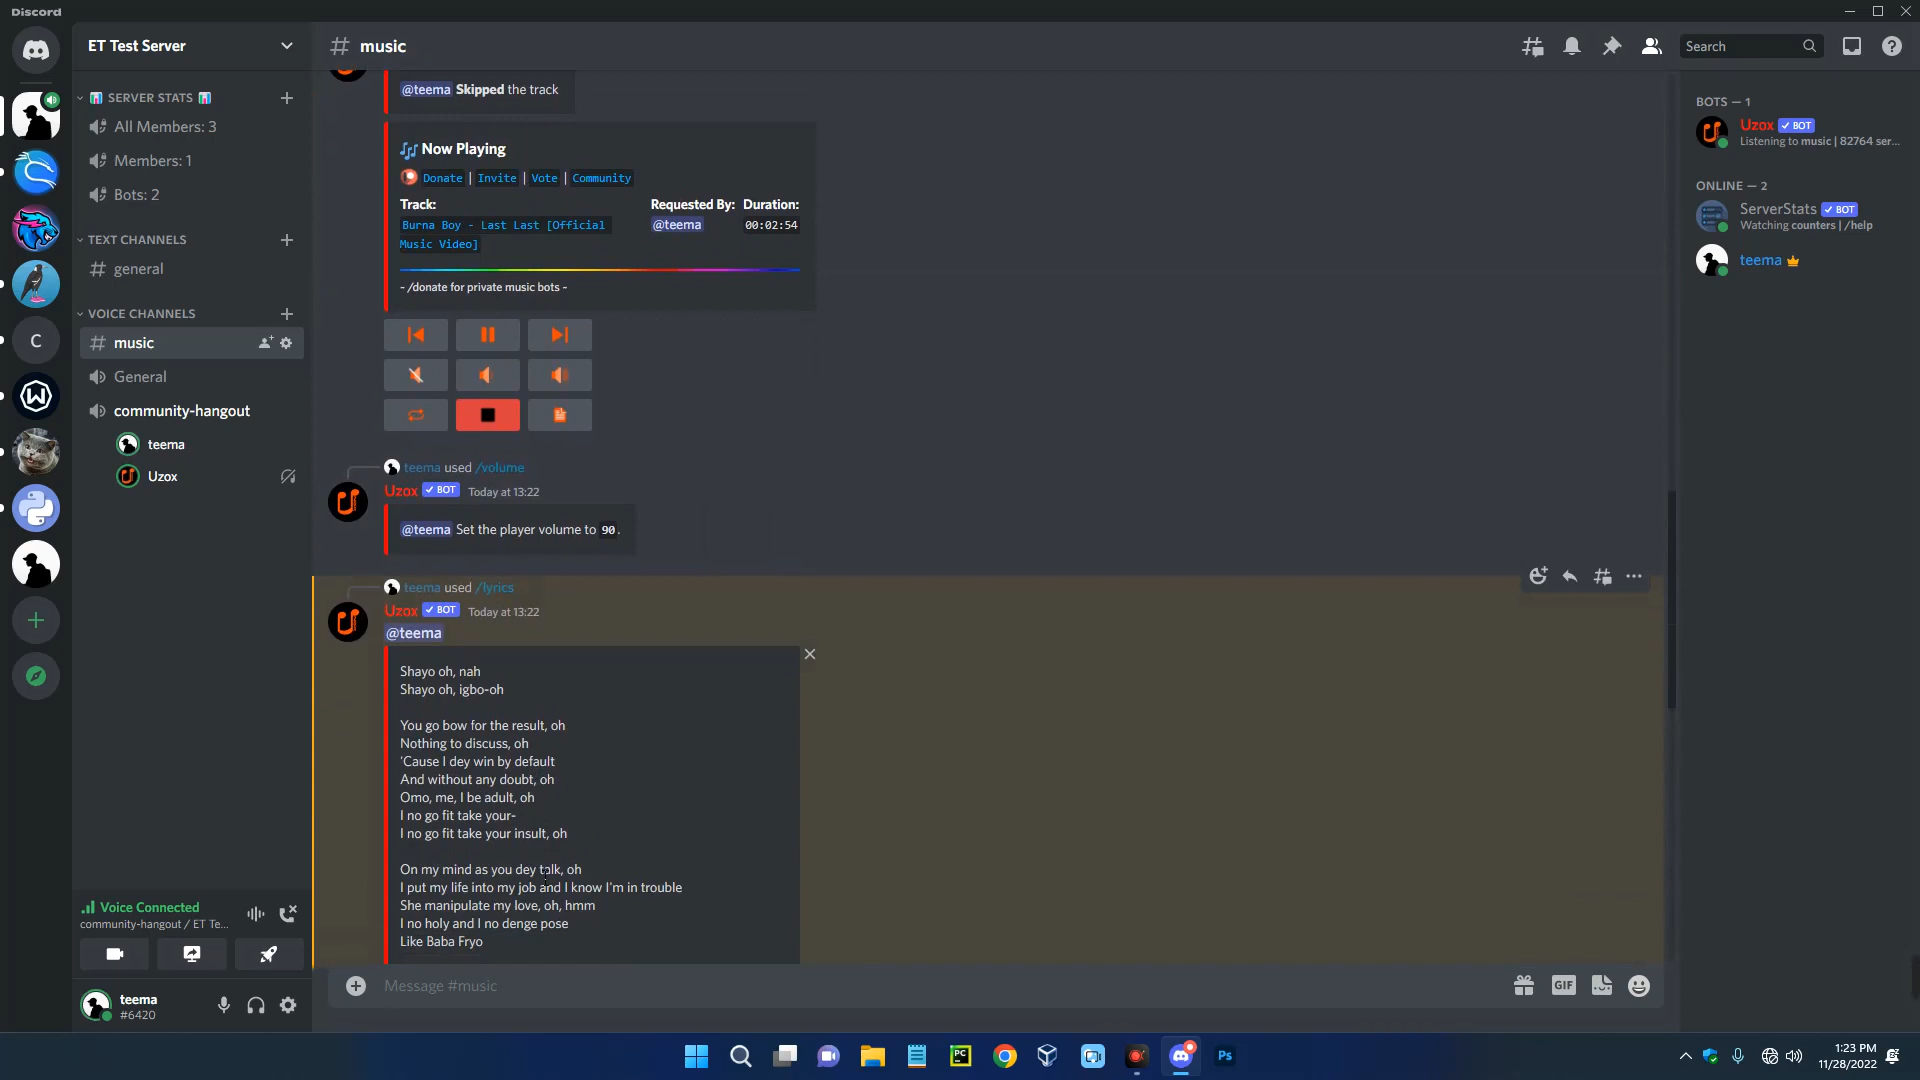 Discord
ET Test Server
SERVER STATS
All Members: 3
Members: 1
Bots: 2
TEXT CHANNELS
general
VOICE CHANNELS
music
General
community-hangout
teema
Uzox
Voice Connected
community-hangout / ET Te...
teema
#6420
C
music
Search
@teema Skipped the track
Now Playing
Donate | Invite | Vote | Community
Track: Requested By: Duration:
Burna Boy - Last Last [Official @teema 00:02:54
Music Video]
- /donate for private music bots -
teema used /volume
Uzox BOT Today at 13:22
@teema Set the player volume to 90.
teema used /lyrics
Uzox BOT Today at 13:22
@teema
Shayo oh, nah
Shayo oh, igbo-oh
You go bow for the result, oh
Nothing to discuss, oh
'Cause I dey win by default
And without any doubt, oh
Omo, me, I be adult, oh
I no go fit take your-
I no go fit take your insult, oh
On my mind as you dey talk, oh
I put my life into my job and I know I'm in trouble
She manipulate my love, oh, hmm
I no holy and I no denge pose
Like Baba Fryo
Message #music
GIF
BOTS — 1
Uzox BOT
Listening to music | 82764 ser...
ONLINE — 2
ServerStats BOT
Watching counters | /help
teema
PC
Ps
1:23 PM
11/28/2022